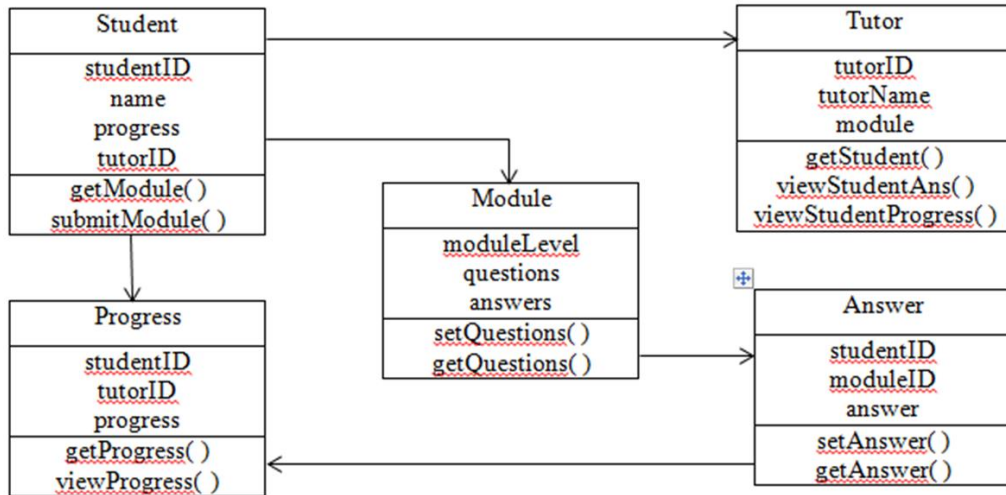 Student
studentID
name
progress
tutorID
getModule( )
submitModule( )
Tutor
tutorID
tutorName
module
getStudent( )
viewStudentAns( )
viewStudentProgress( )
Module
moduleLevel
questions
answers
setQuestions( )
getQuestions( )
Progress
studentID
tutorID
progress
getProgress( )
viewProgress( )
Answer
studentID
moduleID
answer
setAnswer( )
getAnswer( )